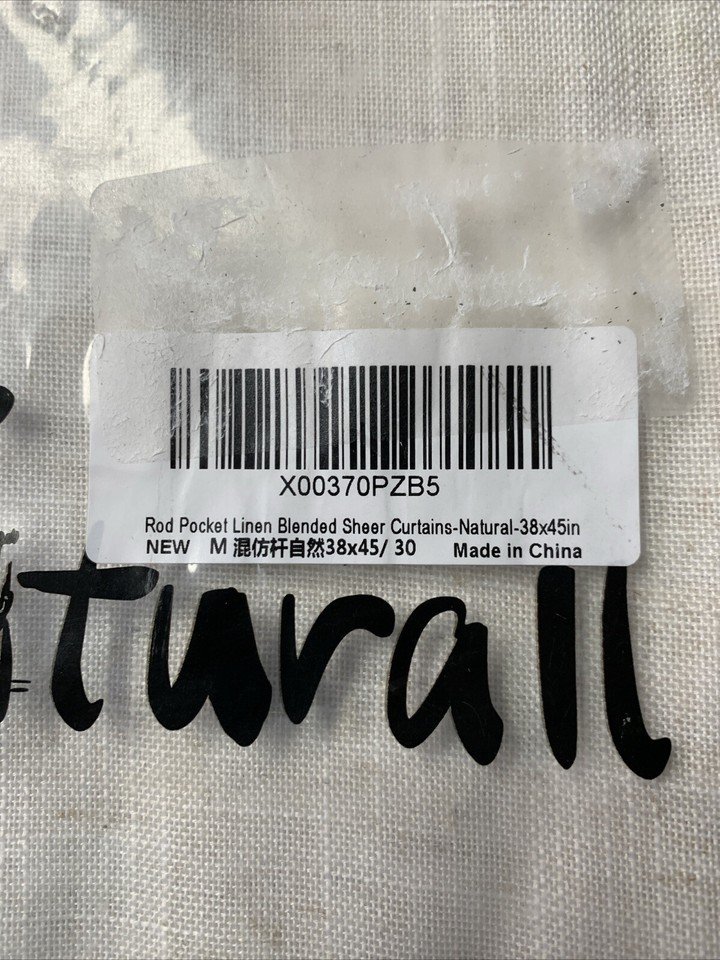 X00370PZB5
Rod Pocket Linen Blended Sheer Curtains-Natural-38x45in
NEW M 混仿杆自然38x45/ 30 Made in China
turall